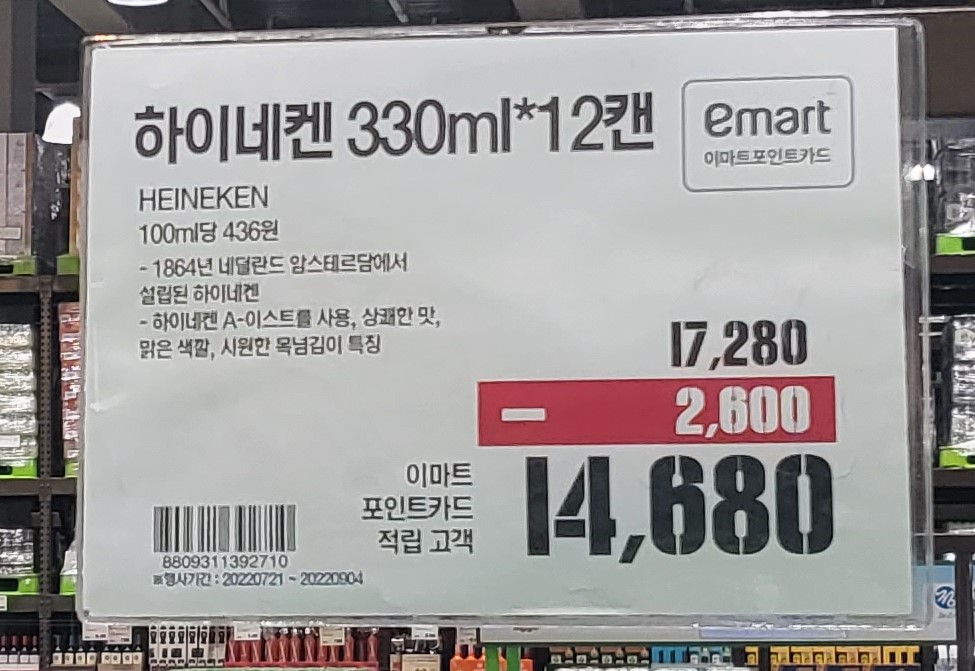 하이네켄 330ml*12캔
emart
이마트포인트카드
HEINEKEN
100ml당 436원
- 1864년 네덜란드 암스테르담에서
설립된 하이네켄
- 하이네켄 A-이스트를 사용, 상쾌한 맛,
맑은 색깔, 시원한 목넘김이 특징
17,280
- 2,600
이마트
포인트카드
적립 고객
14,680
8809311392710
※행사기간 : 20220721 ~ 20220904